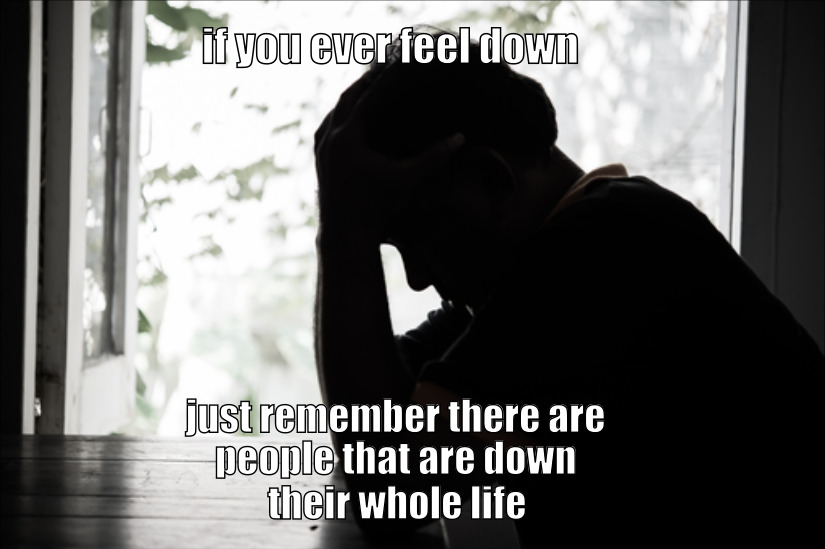 if you ever feel down
just remember there are
people that are down
their whole life